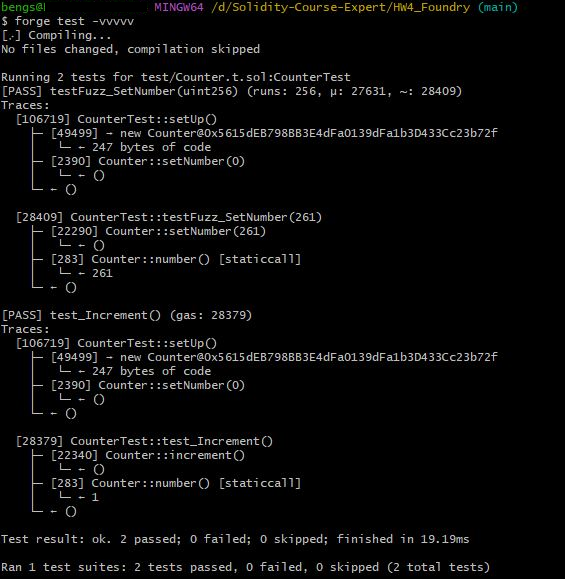 bengs@ MINGW64 /d/Solidity-Course-Expert/HW4_Foundry (main)
$ forge test -vvvvv
[⠔] Compiling...
No files changed, compilation skipped

Running 2 tests for test/Counter.t.sol:CounterTest
[PASS] testFuzz_SetNumber(uint256) (runs: 256, μ: 27631, ~: 28409)
Traces:
  [106719] CounterTest::setUp()
    ├─ [49499] → new Counter@0x5615dEB798BB3E4dFa0139dFa1b3D433Cc23b72f
    │   └─ ← 247 bytes of code
    ├─ [2390] Counter::setNumber(0)
    │   └─ ← ()
    └─ ← ()

  [28409] CounterTest::testFuzz_SetNumber(261)
    ├─ [22290] Counter::setNumber(261)
    │   └─ ← ()
    ├─ [283] Counter::number() [staticcall]
    │   └─ ← 261
    └─ ← ()

[PASS] test_Increment() (gas: 28379)
Traces:
  [106719] CounterTest::setUp()
    ├─ [49499] → new Counter@0x5615dEB798BB3E4dFa0139dFa1b3D433Cc23b72f
    │   └─ ← 247 bytes of code
    ├─ [2390] Counter::setNumber(0)
    │   └─ ← ()
    └─ ← ()

  [28379] CounterTest::test_Increment()
    ├─ [22340] Counter::increment()
    │   └─ ← ()
    ├─ [283] Counter::number() [staticcall]
    │   └─ ← 1
    └─ ← ()

Test result: ok. 2 passed; 0 failed; 0 skipped; finished in 19.19ms

Ran 1 test suites: 2 tests passed, 0 failed, 0 skipped (2 total tests)